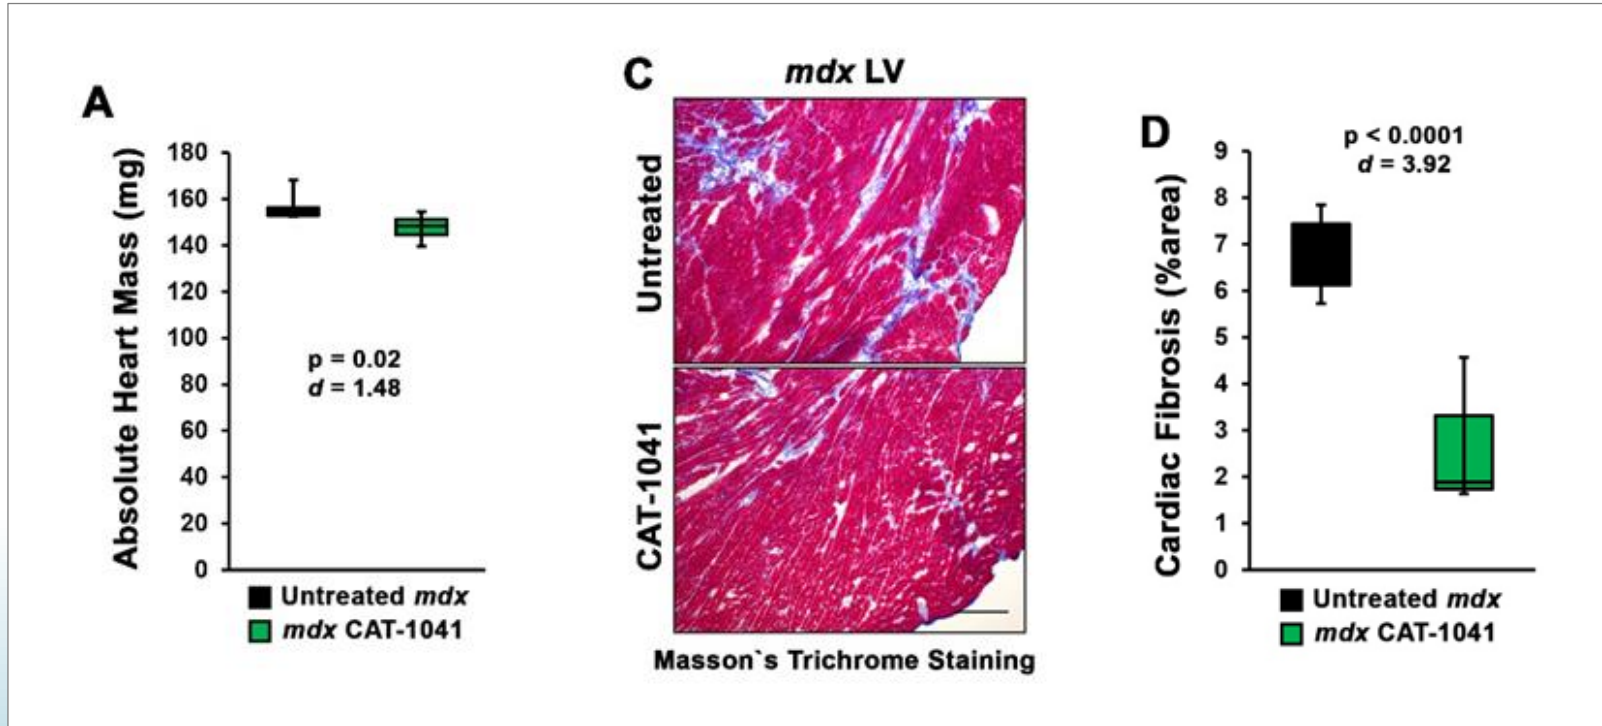 A
Absolute Heart Mass (mg)
180
160
140
120
100
80
60
40
20
0
p = 0.02
d = 1.48
Untreated mdx
mdx CAT-1041
C
mdx LV
Untreated
CAT-1041
Masson`s Trichrome Staining
D
Cardiac Fibrosis (%area)
9
8
7
6
5
4
3
2
1
0
p < 0.0001
d = 3.92
Untreated mdx
mdx CAT-1041